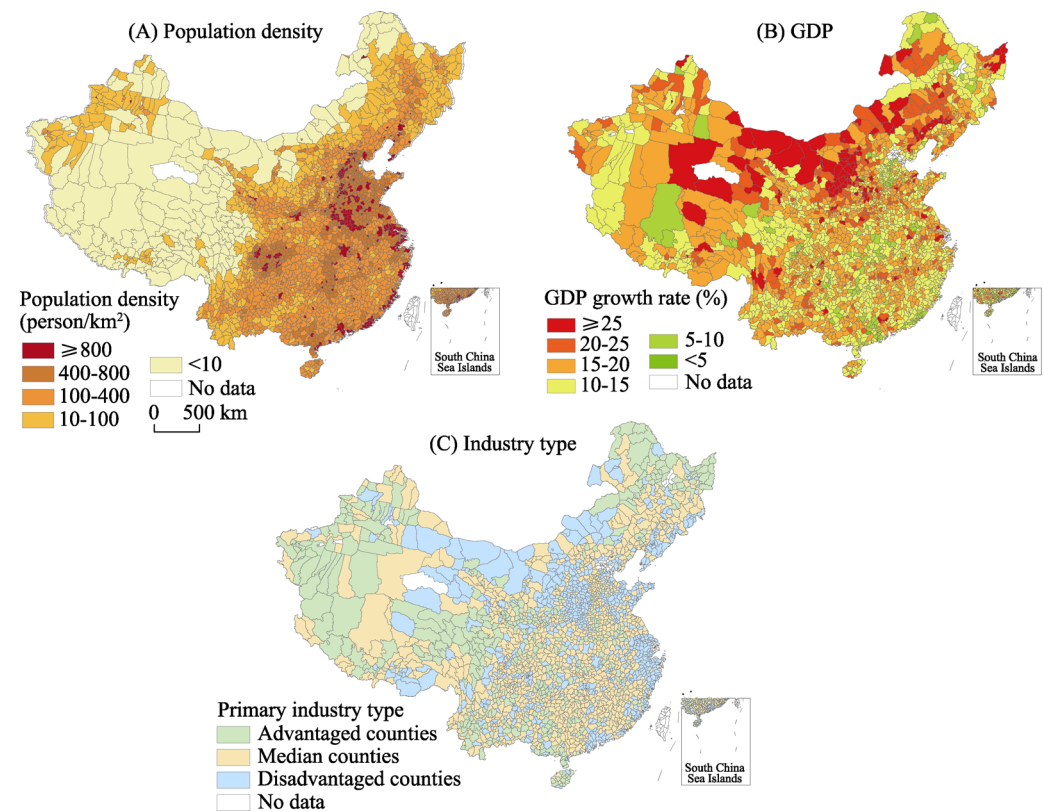 (A) Population density
Population density
(person/km²)
≥800
400-800
100-400
10-100
<10
No data
0 500 km
South China
Sea Islands
(B) GDP
GDP growth rate (%)
≥25
20-25
15-20
10-15
5-10
<5
No data
South China
Sea Islands
(C) Industry type
Primary industry type
Advantaged counties
Median counties
Disadvantaged counties
No data
South China
Sea Islands